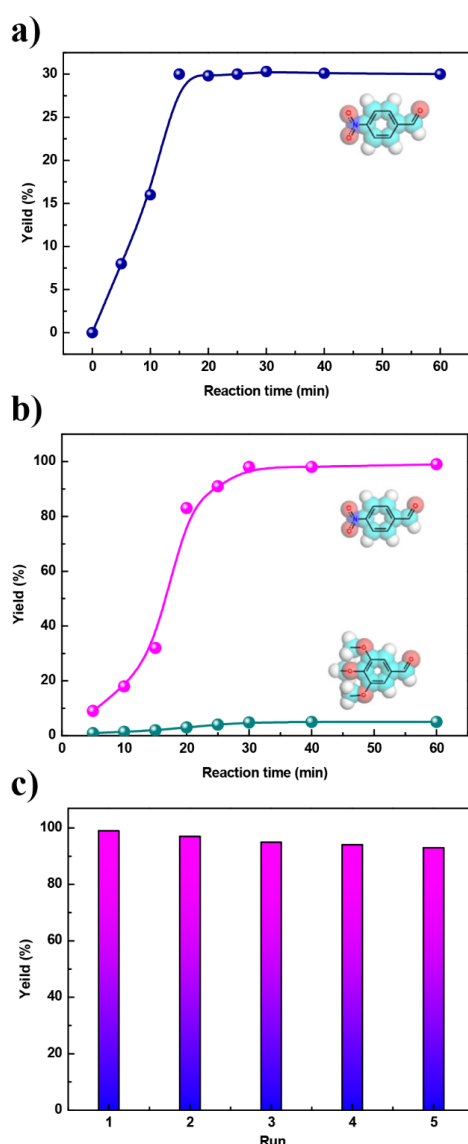 a)
Yeild (%)
30
25
20
15
10
5
0
0 10 20 30 40 50 60
Reaction time (min)
N
O
O
O
b)
Yield (%)
100
80
60
40
20
0
0 10 20 30 40 50 60
Reaction time (min)
N
O
O
O
O
O
O
O
c)
Yeild (%)
100
80
60
40
20
0
1 2 3 4 5
Run